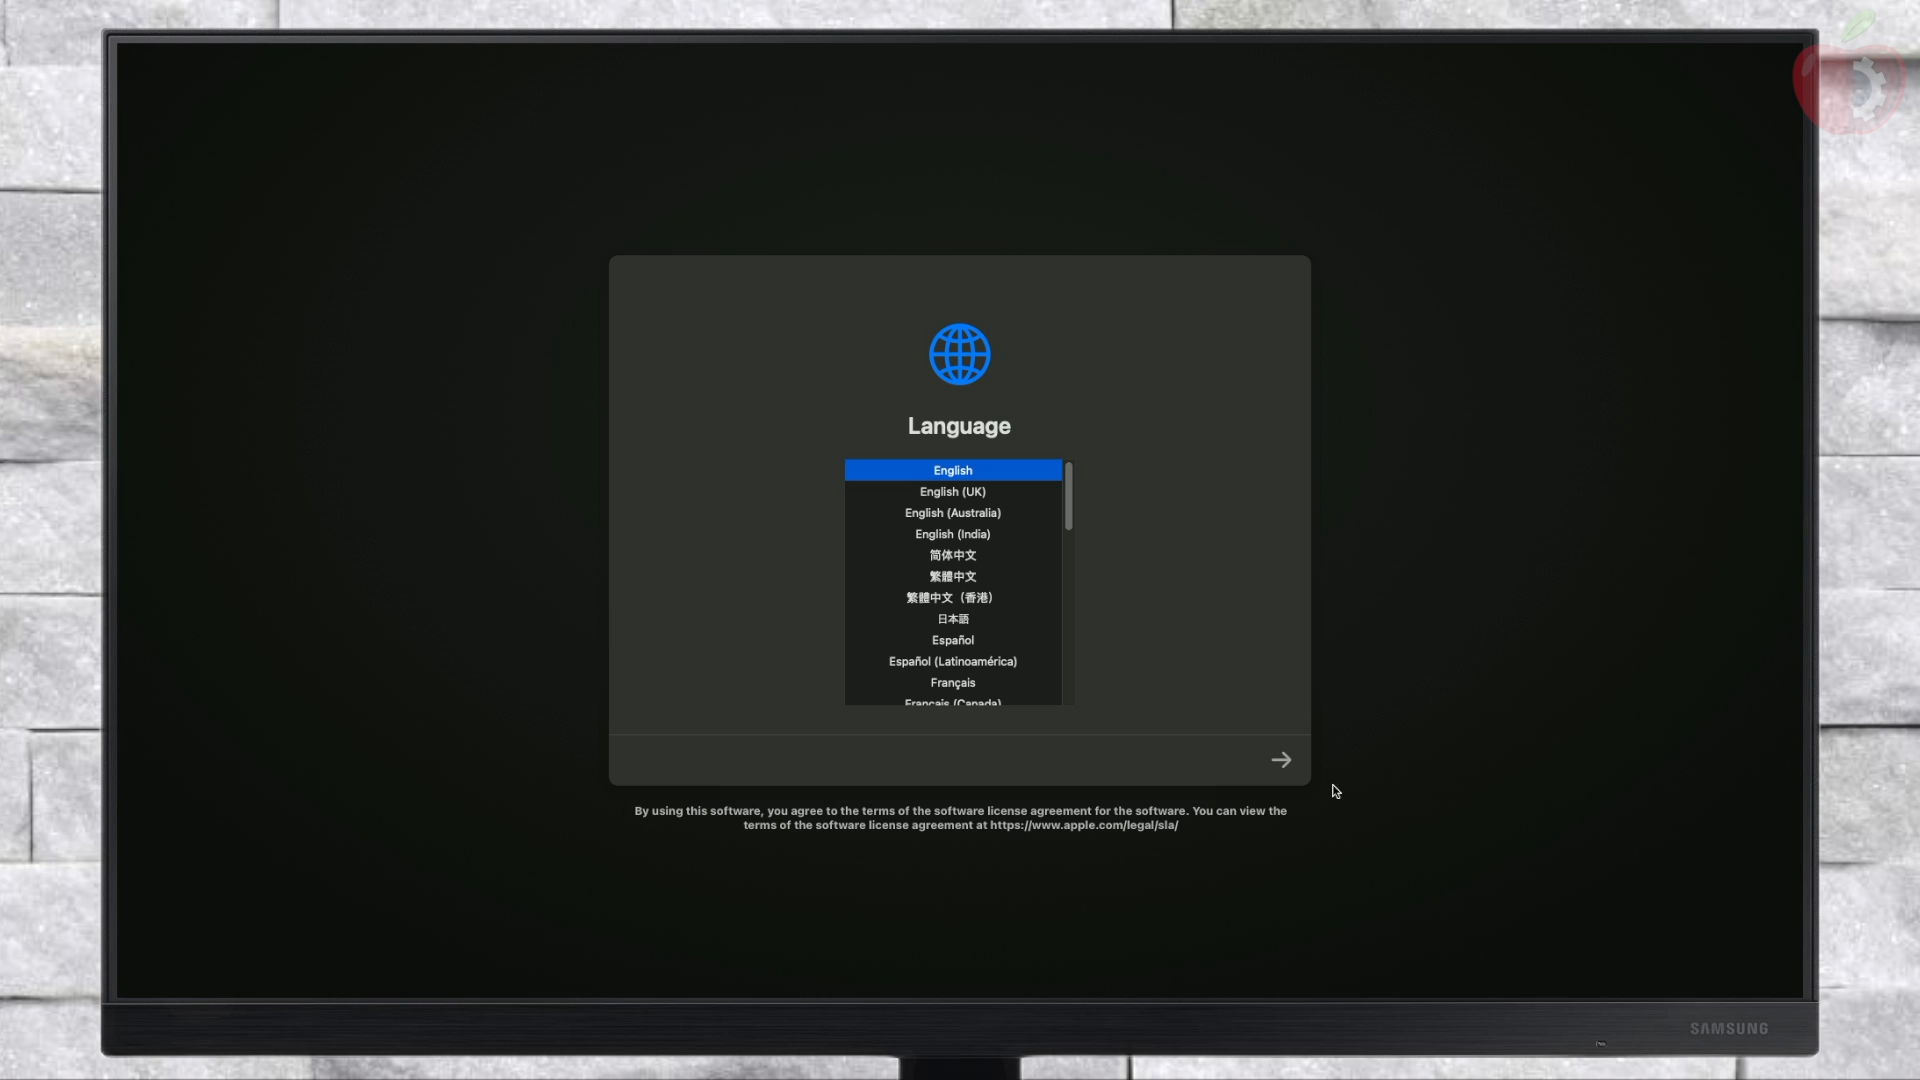 Language
English
English (UK)
English (Australia)
English (India)
简体中文
繁體中文
繁體中文（香港）
日本語
Español
Español (Latinoamérica)
Français
Français (Canada)
By using this software, you agree to the terms of the software license agreement for the software. You can view the
terms of the software license agreement at https://www.apple.com/legal/sla/
SAMSUNG